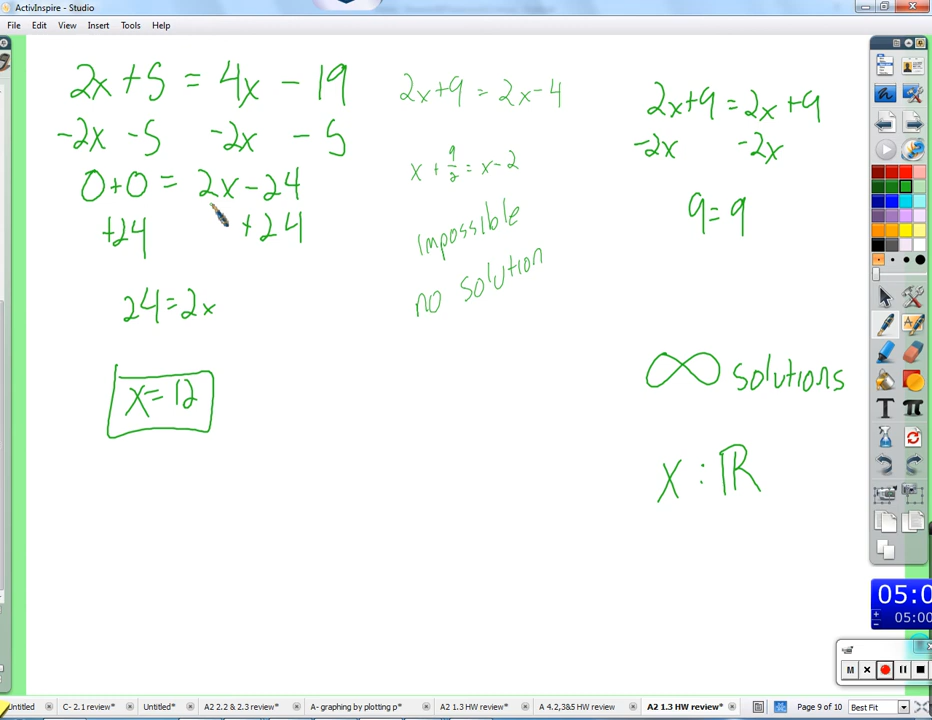 ActivInspire - Studio
File Edit View Insert Tools Help
2x + 5 = 4x - 19
-2x -5 -2x - 5
0+0 = 2x-24
+24 +24
24=2x
x= 12
2x+9 = 2x-4
x + 9/2 = x-2
impossible
no solution
2x+9 = 2x+9
-2x -2x
9=9
∞ solutions
x : ℝ
05:0
05:00
M
Untitled C- 2.1 review* Untitled* A2 2.2 & 2.3 review* A- graphing by plotting p* A2 1.3 HW review* A 4.2,3&5 HW review A2 1.3 HW review* Page 9 of 10 Best Fit